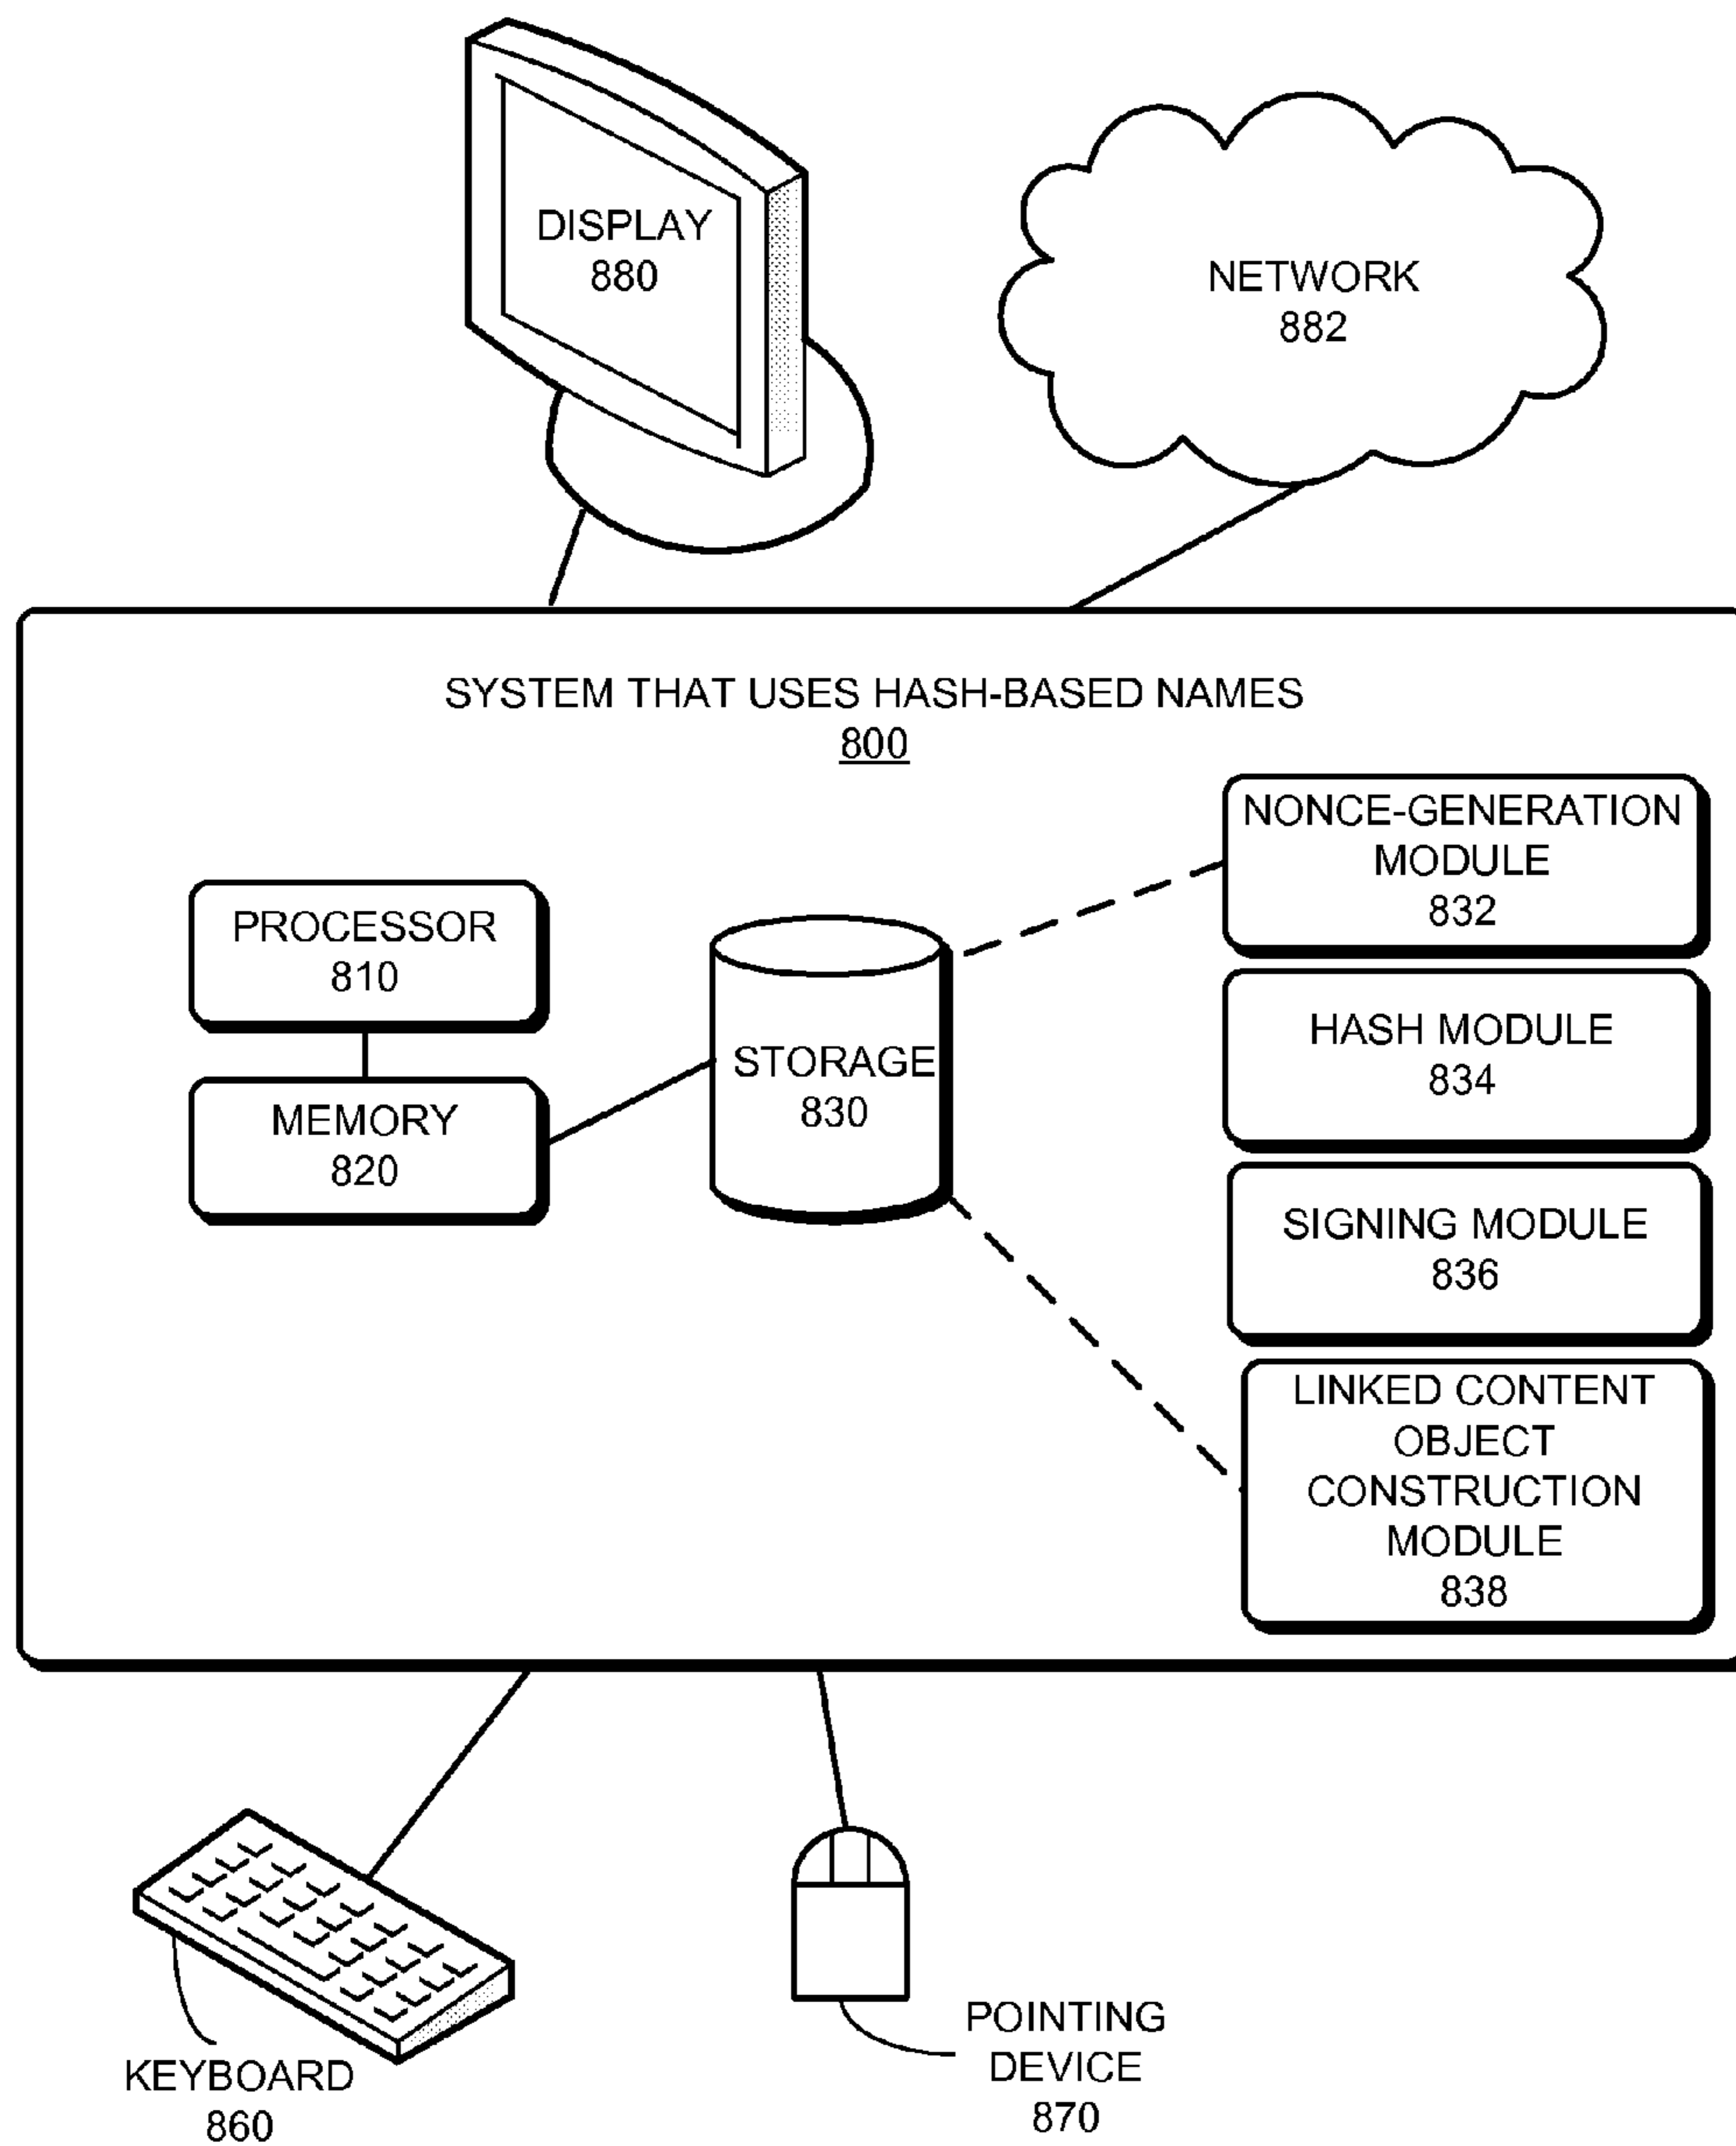 DISPLAY
880
NETWORK
882
SYSTEM THAT USES HASH-BASED NAMES
800
PROCESSOR
810
MEMORY
820
STORAGE
830
NONCE-GENERATION
MODULE
832
HASH MODULE
834
SIGNING MODULE
836
LINKED CONTENT
OBJECT
CONSTRUCTION
MODULE
838
KEYBOARD
860
POINTING
DEVICE
870